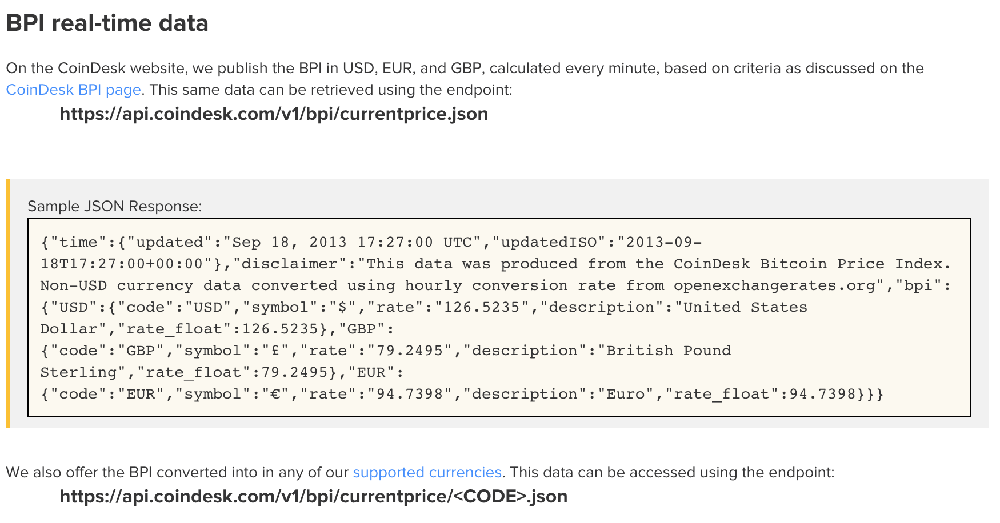 BPI real-time data
On the CoinDesk website, we publish the BPI in USD, EUR, and GBP, calculated every minute, based on criteria as discussed on the
CoinDesk BPI page. This same data can be retrieved using the endpoint:
https://api.coindesk.com/v1/bpi/currentprice.json
Sample JSON Response:
{"time":{"updated":"Sep 18, 2013 17:27:00 UTC","updatedISO":"2013-09-
18T17:27:00+00:00"},"disclaimer":"This data was produced from the CoinDesk Bitcoin Price Index.
Non-USD currency data converted using hourly conversion rate from openexchangerates.org","bpi":
{"USD":{"code":"USD","symbol":"$","rate":"126.5235","description":"United States
Dollar","rate_float":126.5235},"GBP":
{"code":"GBP","symbol":"£","rate":"79.2495","description":"British Pound
Sterling","rate_float":79.2495},"EUR":
{"code":"EUR","symbol":"€","rate":"94.7398","description":"Euro","rate_float":94.7398}}}
We also offer the BPI converted into in any of our supported currencies. This data can be accessed using the endpoint:
https://api.coindesk.com/v1/bpi/currentprice/<CODE>.json